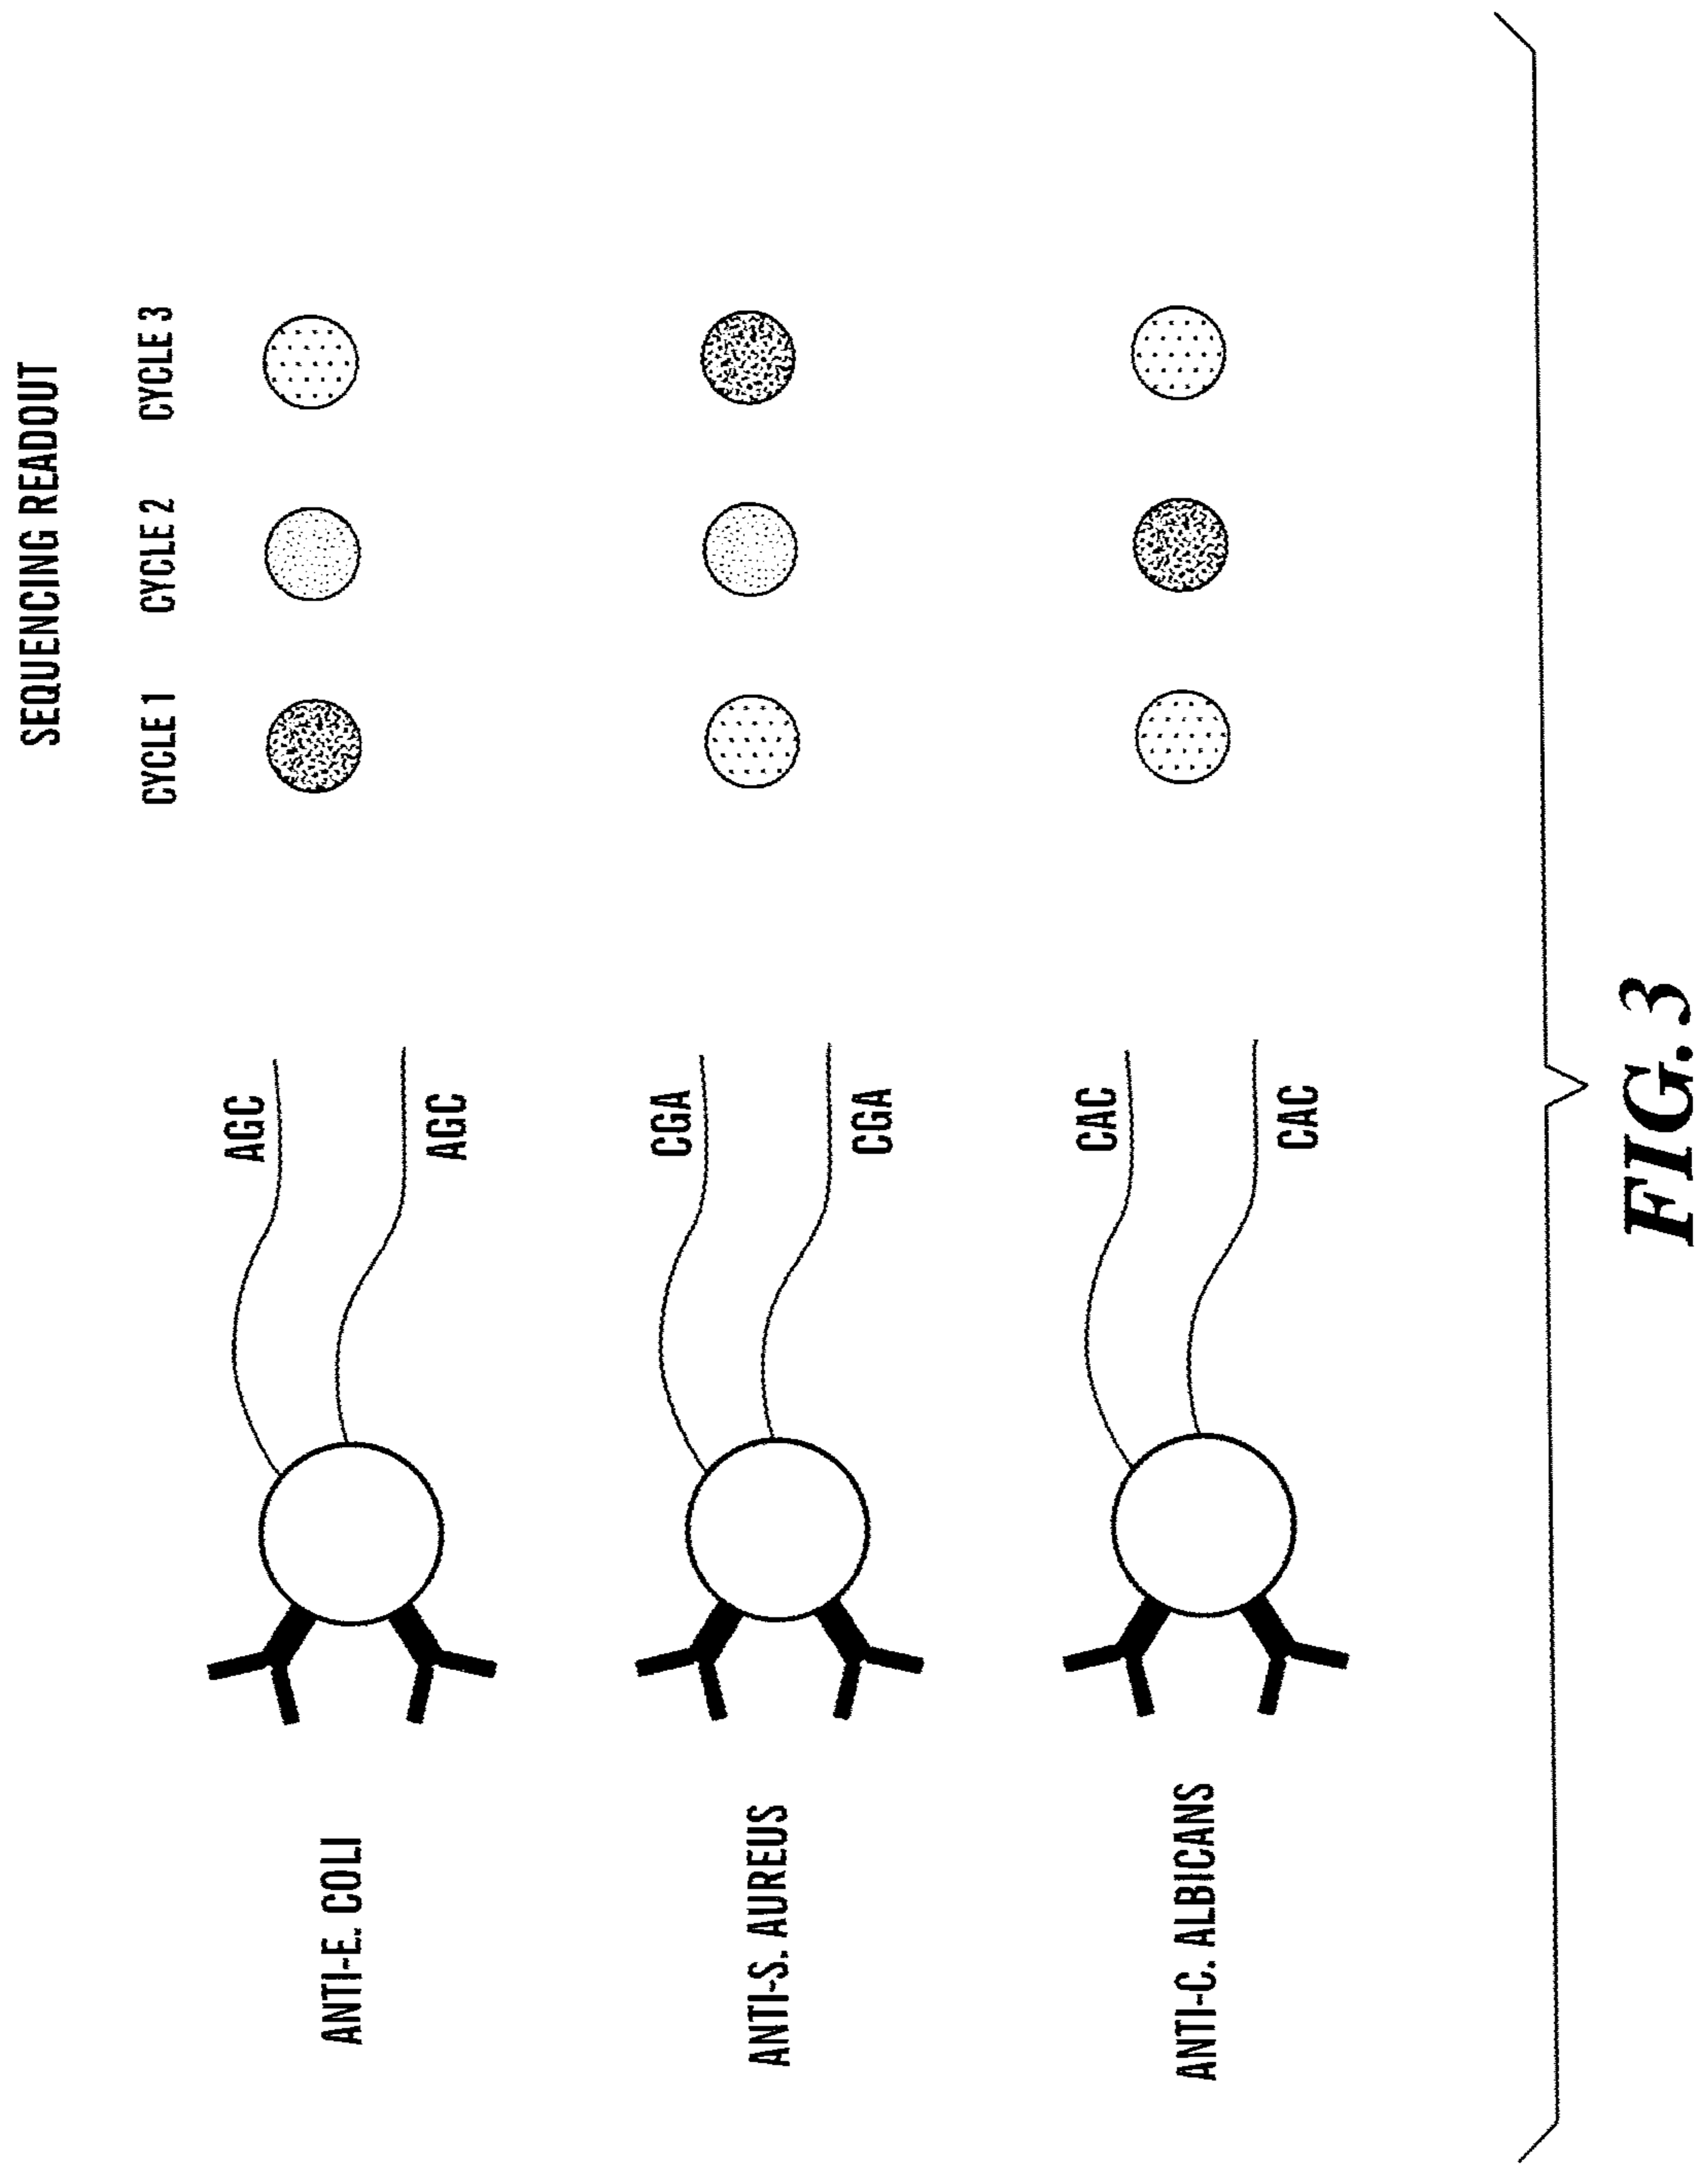 SEQUENCING READOUT
CYCLE 1 CYCLE 2 CYCLE 3
AGC
ANTI-E. COLI
AGC
CGA
ANTI-S. AUREUS
CGA
CAC
ANTI-C. ALBICANS
CAC
FIG. 3